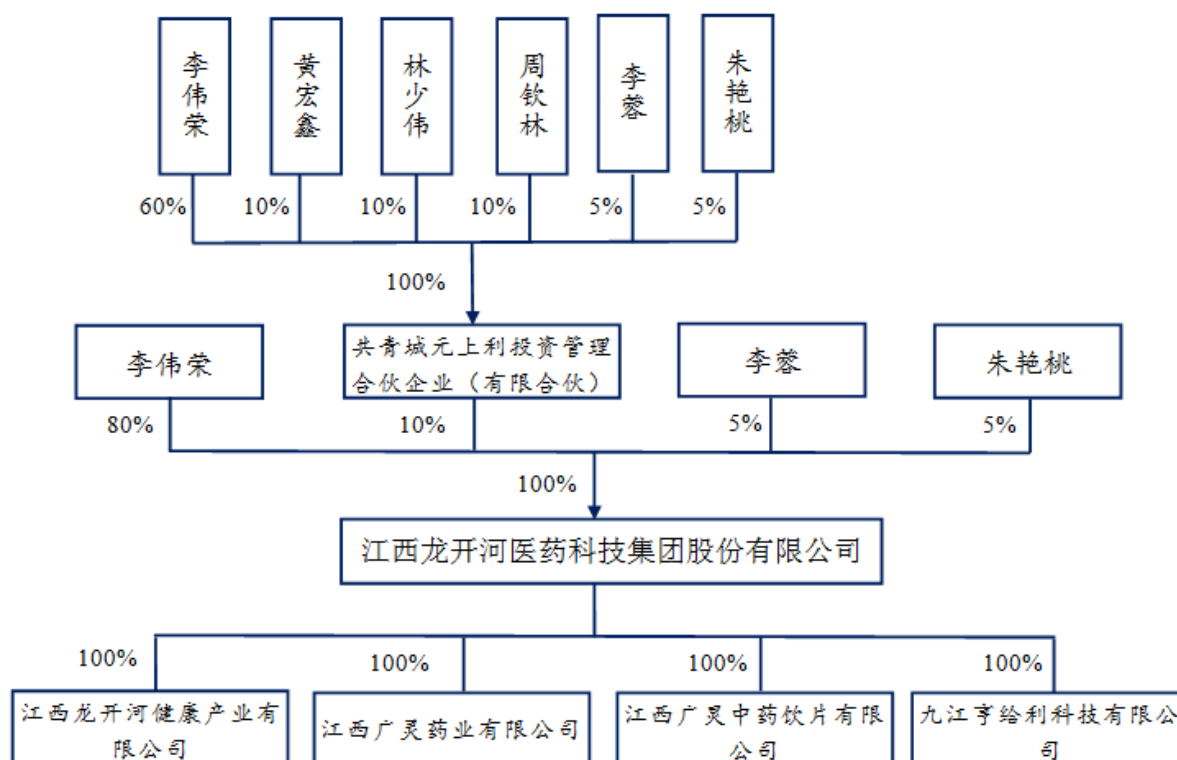 李伟荣
黄宏鑫
林少伟
周钦林
李蓉
朱艳桃
60%
10%
10%
10%
5%
5%
100%
李伟荣
共青城元上利投资管理
合伙企业（有限合伙）
李蓉
朱艳桃
80%
10%
5%
5%
100%
江西龙开河医药科技集团股份有限公司
100%
100%
100%
100%
江西龙开河健康产业有
限公司
江西广灵药业有限公司
江西广灵中药饮片有限
公司
九江亨绘利科技有限公
司